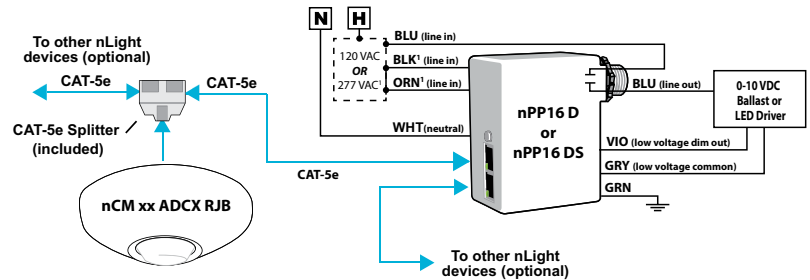 N H
BLU (line in)
To other nLight
devices (optional)
120 VAC
OR
277 VAC¹
BLK¹ (line in)
ORN¹ (line in)
CAT-5e
CAT-5e
BLU (line out)
0-10 VDC
Ballast or
LED Driver
nPP16 D
or
nPP16 DS
CAT-5e Splitter
(included)
WHT(neutral)
VIO (low voltage dim out)
GRY (low voltage common)
CAT-5e
GRN
nCM xx ADCX RJB
To other nLight
devices (optional)